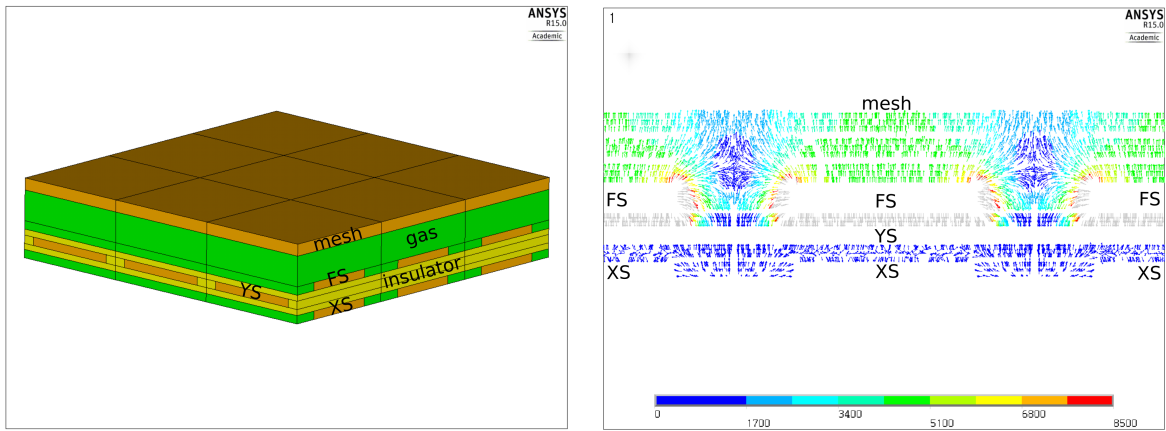 ANSYS
R15.0
Academic
mesh
gas
FS
insulator
YS
XS
1
ANSYS
R15.0
Academic
mesh
FS FS FS
YS
XS XS XS
0 1700 3400 5100 6800 8500